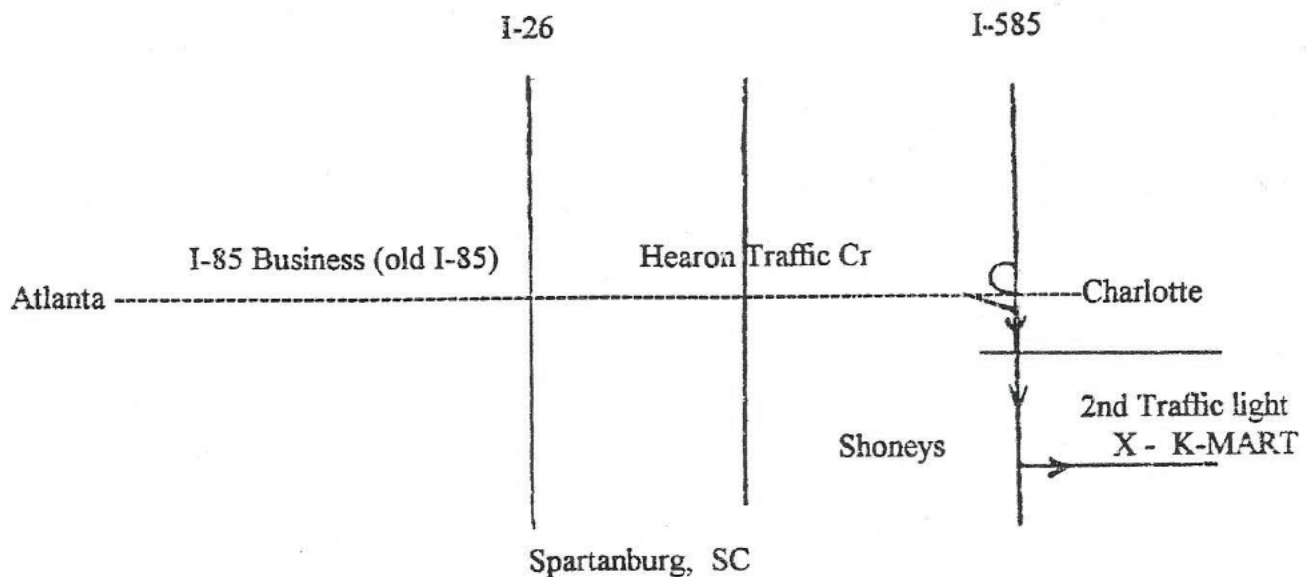 I-26
I-585
I-85 Business (old I-85)
Hearon Traffic Cr
Atlanta
Charlotte
2nd Traffic light
Shoneys
X - K-MART
Spartanburg, SC